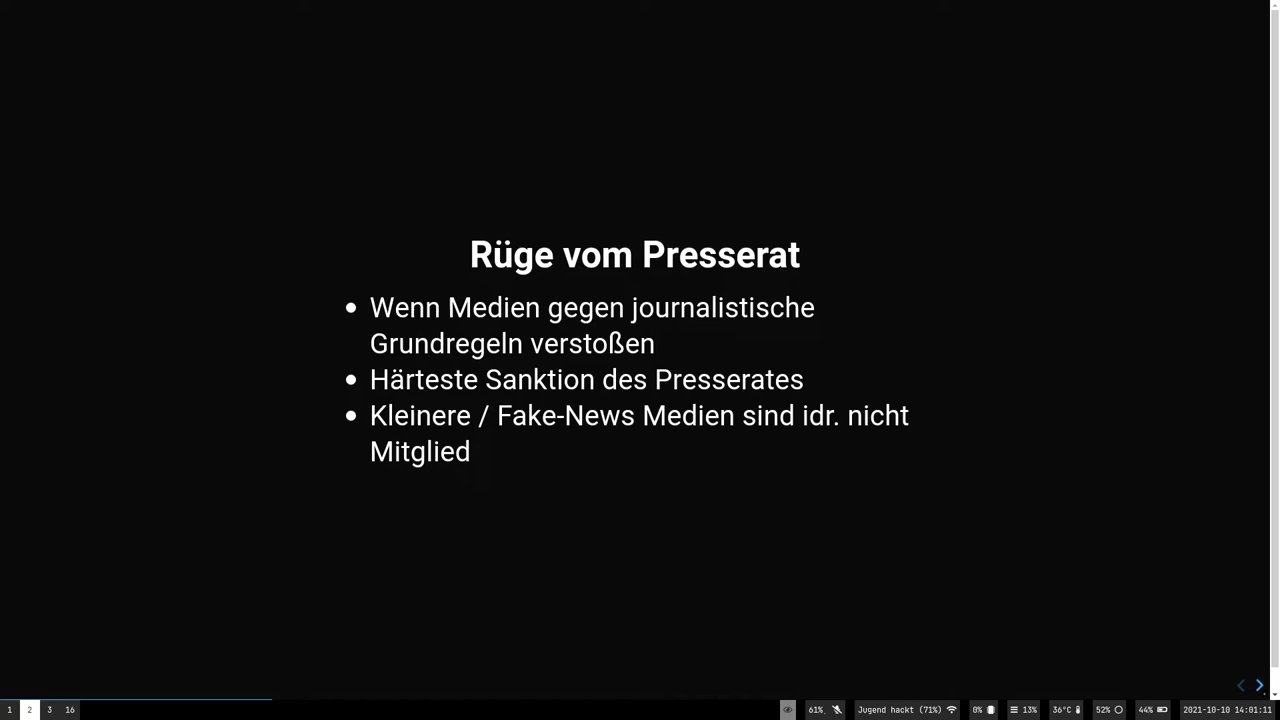 Rüge vom Presserat
• Wenn Medien gegen journalistische
Grundregeln verstoßen
• Härteste Sanktion des Presserates
• Kleinere / Fake-News Medien sind idr. nicht
Mitglied
1 2 3 16 61% Jugend hackt (71%) 0% 13% 36°C 52% 44% 2021-10-10 14:01:11